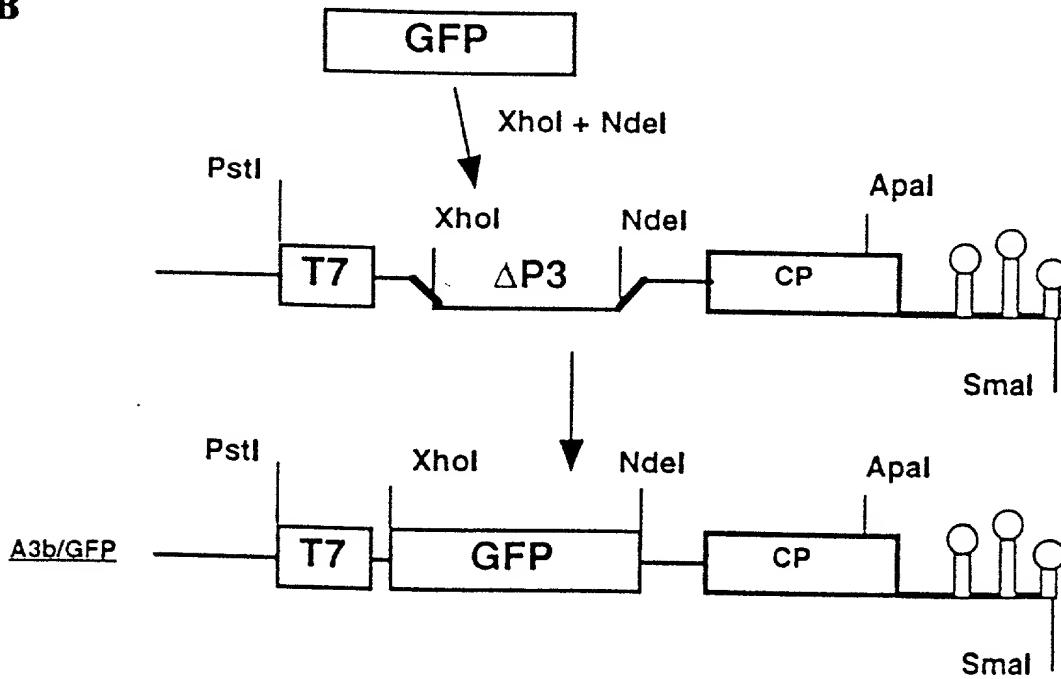 B
GFP
XhoI + NdeI
PstI
XhoI
NdeI
ApaI
T7
ΔP3
CP
SmaI
PstI
XhoI
NdeI
ApaI
A3b/GFP
T7
GFP
CP
SmaI